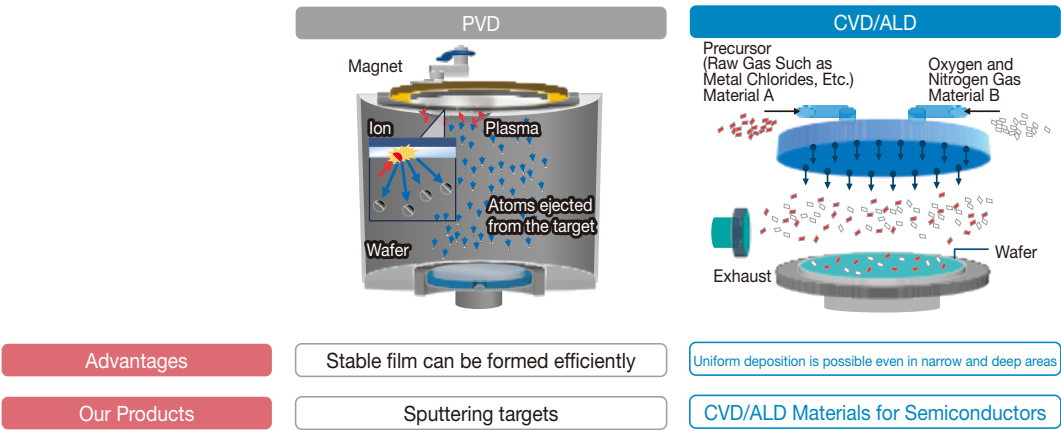 PVD
CVD/ALD
Magnet
Ion
Plasma
Atoms ejected
from the target
Wafer
Precursor
(Raw Gas Such as
Metal Chlorides, Etc.)
Material A
Oxygen and
Nitrogen Gas
Material B
Exhaust
Wafer
Advantages
Stable film can be formed efficiently
Uniform deposition is possible even in narrow and deep areas
Our Products
Sputtering targets
CVD/ALD Materials for Semiconductors